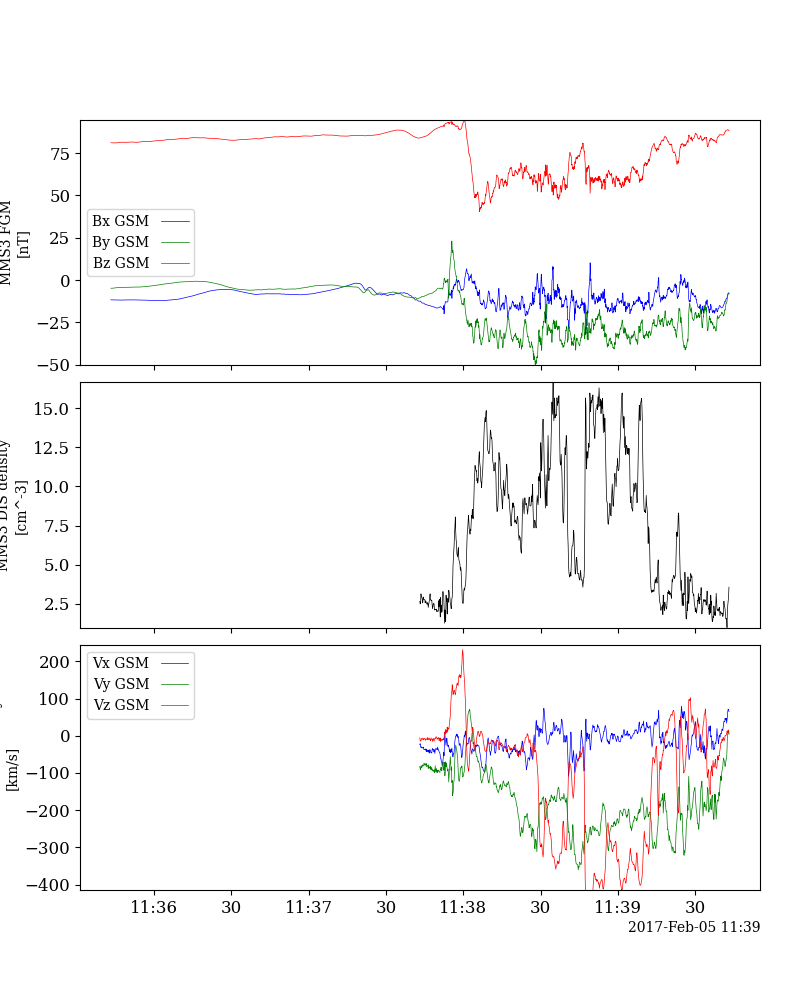 MMS3 FGM
[nT]
75
50
25
0
−25
−50
Bx GSM
By GSM
Bz GSM
MMS3 DIS density
[cm^-3]
15.0
12.5
10.0
7.5
5.0
2.5
[km/s]
200
100
0
−100
−200
−300
−400
Vx GSM
Vy GSM
Vz GSM
11:36
30
11:37
30
11:38
30
11:39
30
2017-Feb-05 11:39